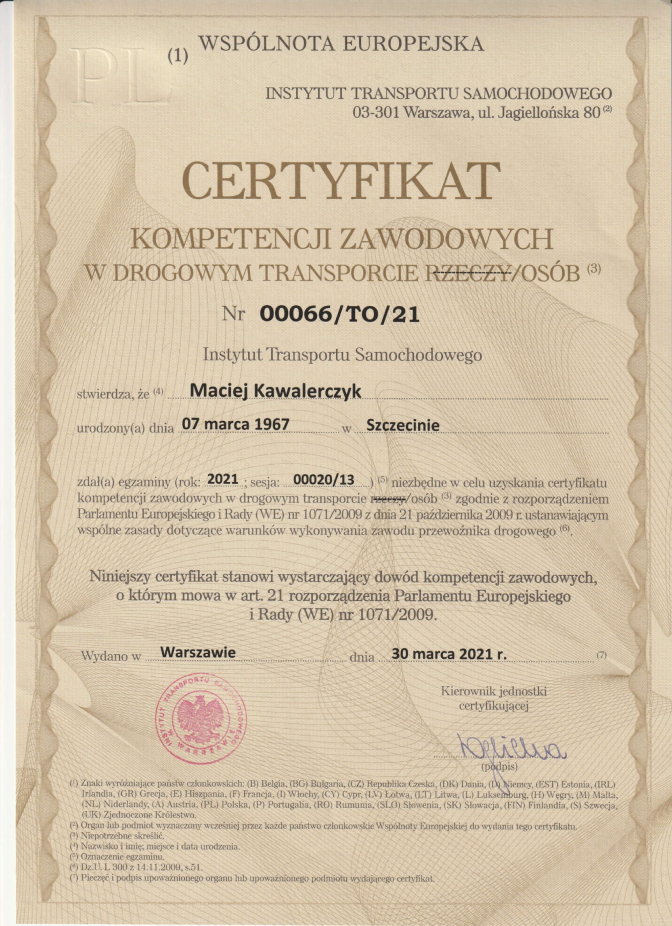 PL
(1) WSPÓLNOTA EUROPEJSKA
INSTYTUT TRANSPORTU SAMOCHODOWEGO
03-301 Warszawa, ul. Jagiellońska 80 (2)
CERTYFIKAT
KOMPETENCJI ZAWODOWYCH
W DROGOWYM TRANSPORCIE RZECZY/OSÓB (3)
Nr 00066/TO/21
Instytut Transportu Samochodowego
stwierdza, że (4) Maciej Kawalerczyk
urodzony(a) dnia 07 marca 1967 w Szczecinie
zdał(a) egzaminy (rok: 2021 ; sesja: 00020/13 ) (5) niezbędne w celu uzyskania certyfikatu
kompetencji zawodowych w drogowym transporcie rzeczy/osób (3) zgodnie z rozporządzeniem
Parlamentu Europejskiego i Rady (WE) nr 1071/2009 z dnia 21 października 2009 r. ustanawiającym
wspólne zasady dotyczące warunków wykonywania zawodu przewoźnika drogowego (6).
Niniejszy certyfikat stanowi wystarczający dowód kompetencji zawodowych,
o którym mowa w art. 21 rozporządzenia Parlamentu Europejskiego
i Rady (WE) nr 1071/2009.
Wydano w Warszawie dnia 30 marca 2021 r. (7)
INSTYTUT TRANSPORTU SAMOCHODOWEGO
W WARSZAWIE
Kierownik jednostki
certyfikującej
(podpis)
(1) Znaki wyróżniające państw członkowskich: (B) Belgia, (BG) Bułgaria, (CZ) Republika Czeska, (DK) Dania, (D) Niemcy, (EST) Estonia, (IRL)
Irlandia, (GR) Grecja, (E) Hiszpania, (F) Francja, (I) Włochy, (CY) Cypr, (LV) Łotwa, (LT) Litwa, (L) Luksemburg, (H) Węgry, (M) Malta,
(NL) Niderlandy, (A) Austria, (PL) Polska, (P) Portugalia, (RO) Rumunia, (SLO) Słowenia, (SK) Słowacja, (FIN) Finlandia, (S) Szwecja,
(UK) Zjednoczone Królestwo.
(2) Organ lub podmiot wyznaczony wcześniej przez każde państwo członkowskie Wspólnoty Europejskiej do wydania tego certyfikatu.
(3) Niepotrzebne skreślić.
(4) Nazwisko i imię; miejsce i data urodzenia.
(5) Oznaczenie egzaminu.
(6) Dz.U. L 300 z 14.11.2009, s.51.
(7) Pieczęć i podpis upoważnionego organu lub upoważnionego podmiotu wydającego certyfikat.